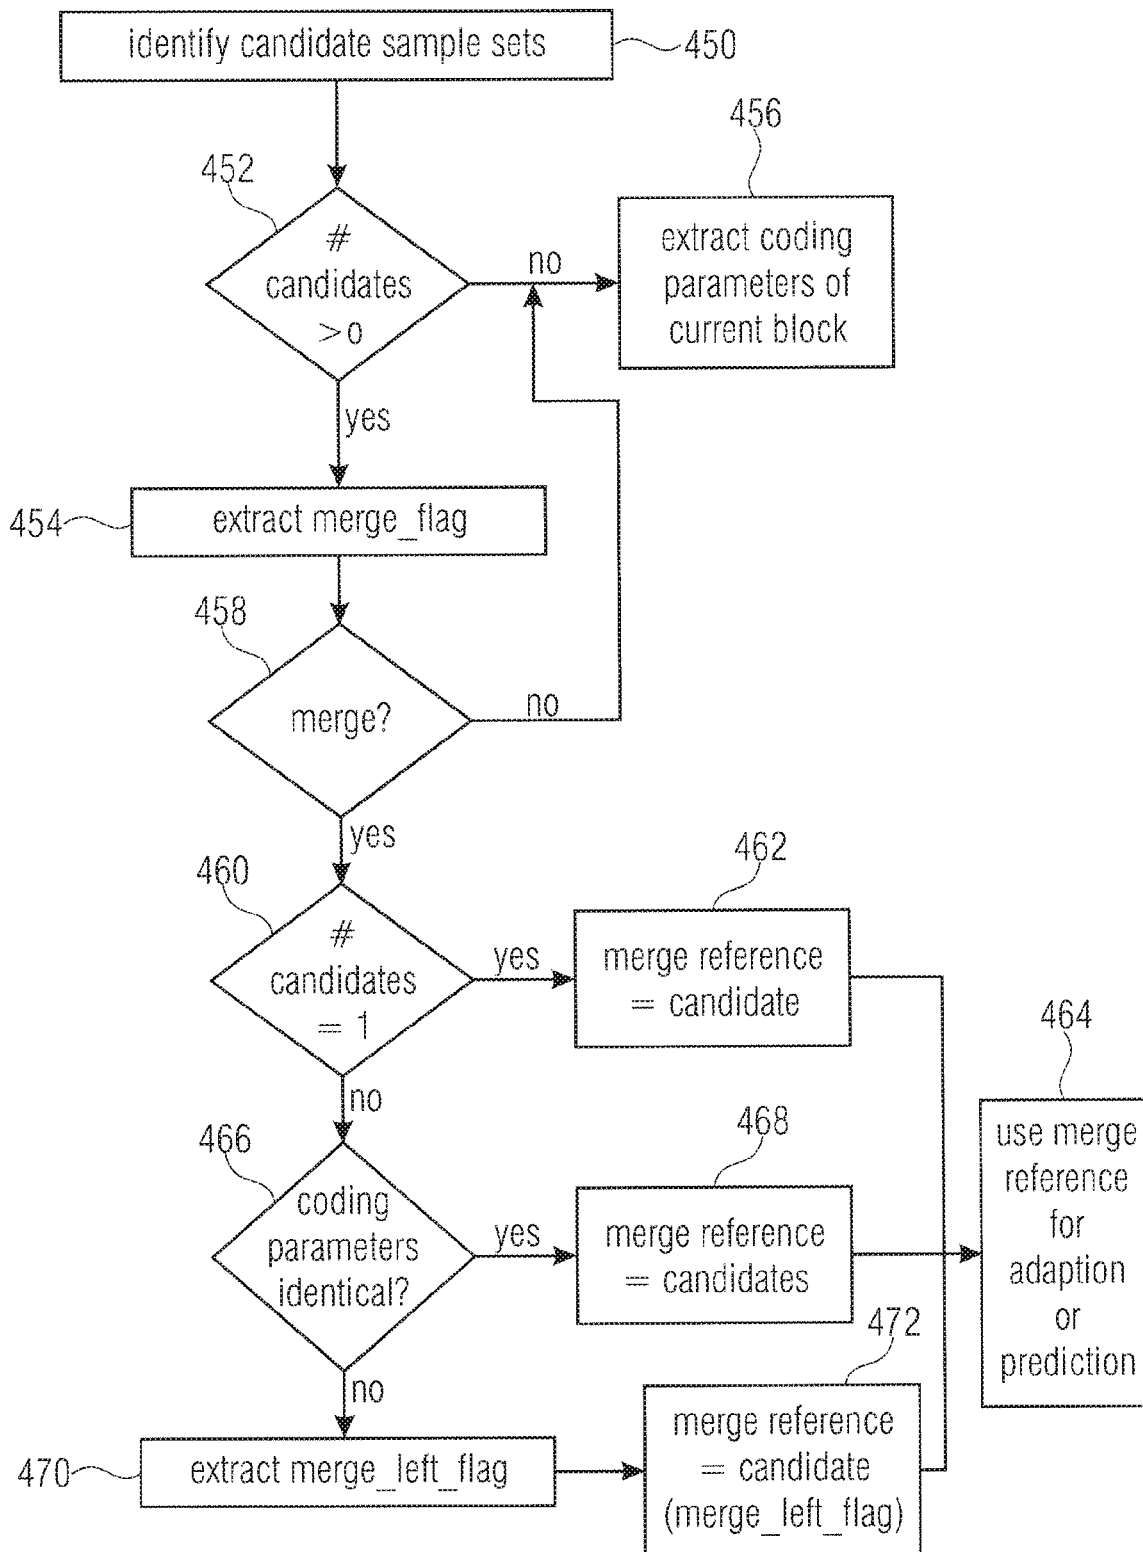 identify candidate sample sets
450
456
452
#
candidates
>0
no
extract coding
parameters of
current block
yes
454
extract merge_flag
458
merge?
no
yes
460
462
#
candidates
= 1
yes
merge reference
= candidate
464
no
466
468
coding
parameters
identical?
yes
merge reference
= candidates
use merge
reference
for
adaption
or
prediction
472
no
470
extract merge_left_flag
merge reference
= candidate
(merge_left_flag)